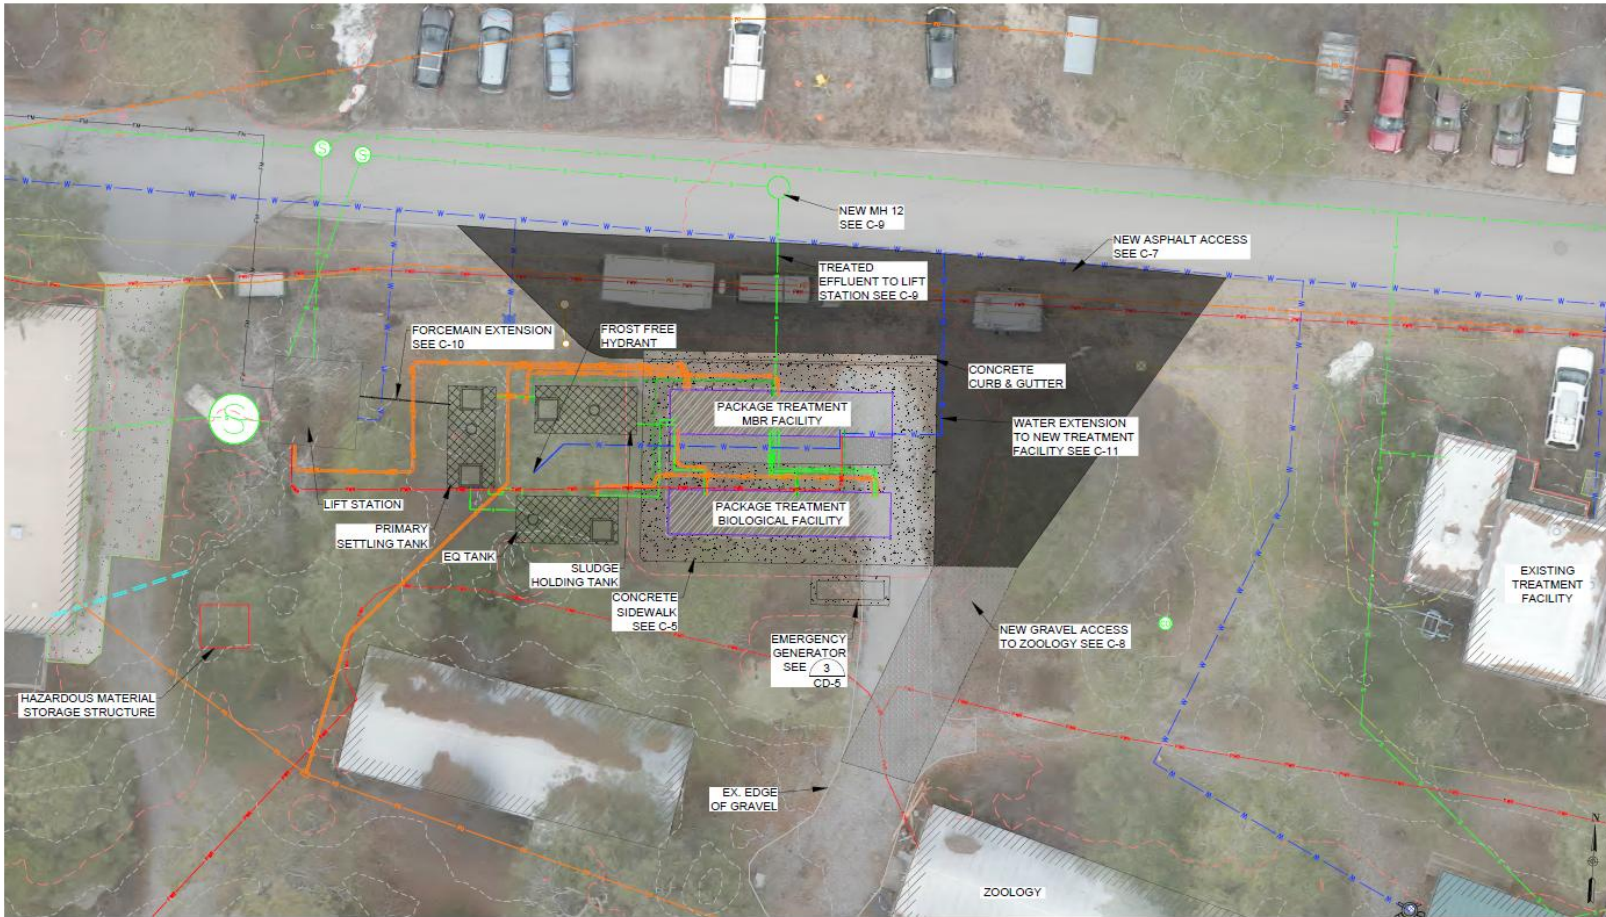 NEW MH 12
SEE C-9
NEW ASPHALT ACCESS
SEE C-7
TREATED
EFFLUENT TO LIFT
STATION SEE C-9
FORCEMAIN EXTENSION
SEE C-10
FROST FREE
HYDRANT
CONCRETE
CURB & GUTTER
PACKAGE TREATMENT
MBR FACILITY
WATER EXTENSION
TO NEW TREATMENT
FACILITY SEE C-11
LIFT STATION
PRIMARY
SETTLING TANK
PACKAGE TREATMENT
BIOLOGICAL FACILITY
EQ TANK
SLUDGE
HOLDING TANK
CONCRETE
SIDEWALK
SEE C-5
EXISTING
TREATMENT
FACILITY
NEW GRAVEL ACCESS
TO ZOOLOGY SEE C-8
EMERGENCY
GENERATOR
SEE 3
CD-5
HAZARDOUS MATERIAL
STORAGE STRUCTURE
EX. EDGE
OF GRAVEL
ZOOLOGY
N
S
S
S